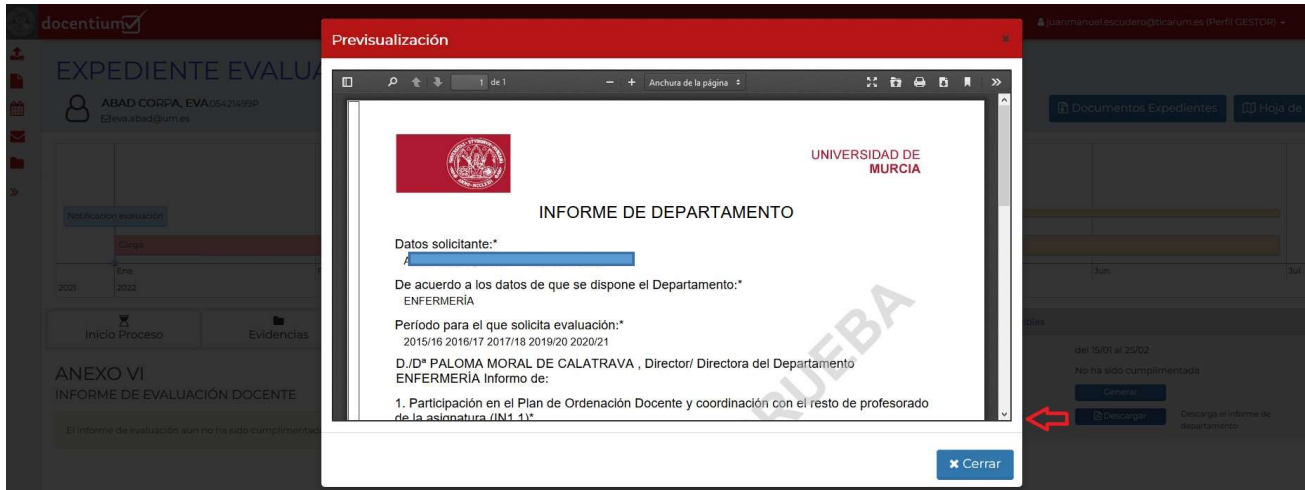 docentium
Previsualización
juanmanuel.escudero@ticarum.es (Perfil GESTOR)
EXPEDIENTE EVALUA
ABAD CORPA, EVA 05421499P
eva.abad@um.es
Documentos Expedientes
Hoja de
1 de 1
Anchura de la página
UNIVERSIDAD DE
MURCIA
INFORME DE DEPARTAMENTO
Datos solicitante:*
A
De acuerdo a los datos de que se dispone el Departamento:*
ENFERMERÍA
Período para el que solicita evaluación:*
2015/16 2016/17 2017/18 2019/20 2020/21
D./Dª PALOMA MORAL DE CALATRAVA , Director/ Directora del Departamento
ENFERMERÍA Informo de:
1. Participación en el Plan de Ordenación Docente y coordinación con el resto de profesorado
de la asignatura (IN1.1)*
RUEBA
Cerrar
Notificación evaluación
Cargo
Ene
Jun
Jul
2021
2022
Inicio Proceso
Evidencias
ANEXO VI
INFORME DE EVALUACIÓN DOCENTE
El informe de evaluación aun no ha sido cumplimentad
del 15/01 al 25/02
No ha sido cumplimentada
Generar
Descargar
Descarga el informe de
departamento